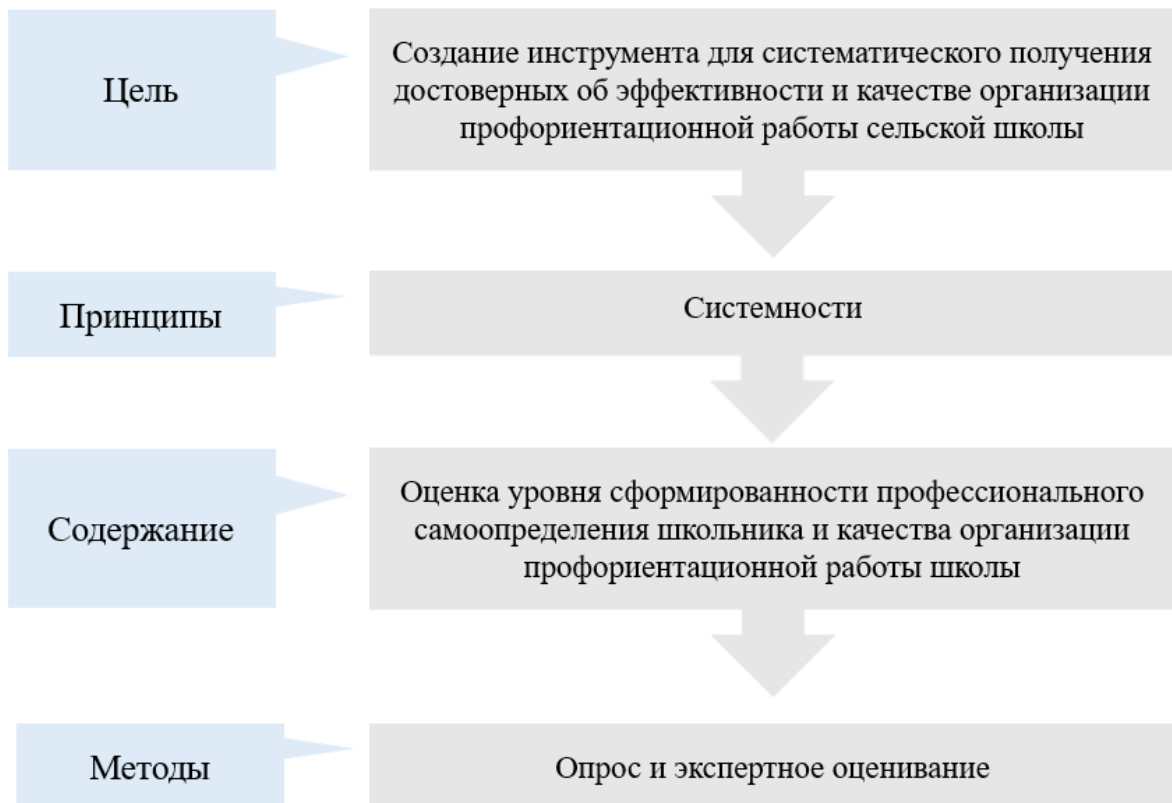 Цель
Создание инструмента для систематического получения
достоверных об эффективности и качестве организации
профориентационной работы сельской школы
Принципы
Системности
Содержание
Оценка уровня сформированности профессионального
самоопределения школьника и качества организации
профориентационной работы школы
Методы
Опрос и экспертное оценивание